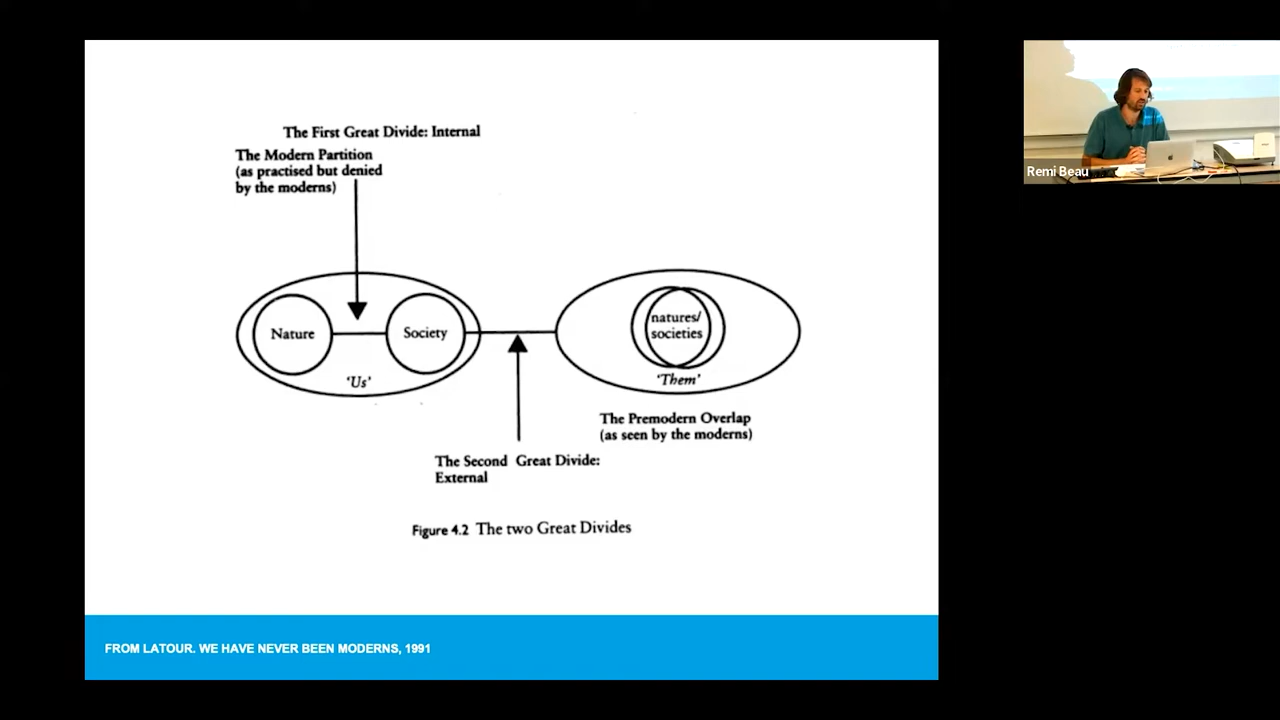 The First Great Divide: Internal
The Modern Partition
(as practised but denied
by the moderns)
Nature
Society
'Us'
natures/
societies
'Them'
The Premodern Overlap
(as seen by the moderns)
The Second Great Divide:
External
Figure 4.2 The two Great Divides
FROM LATOUR. WE HAVE NEVER BEEN MODERNS, 1991
Remi Beau